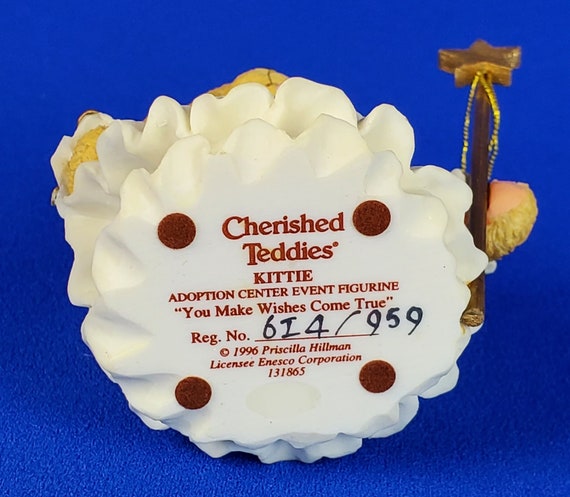 Cherished
Teddies®
KITTIE
ADOPTION CENTER EVENT FIGURINE
"You Make Wishes Come True"
Reg. No. 6I4/959
© 1996 Priscilla Hillman
Licensee Enesco Corporation
131865